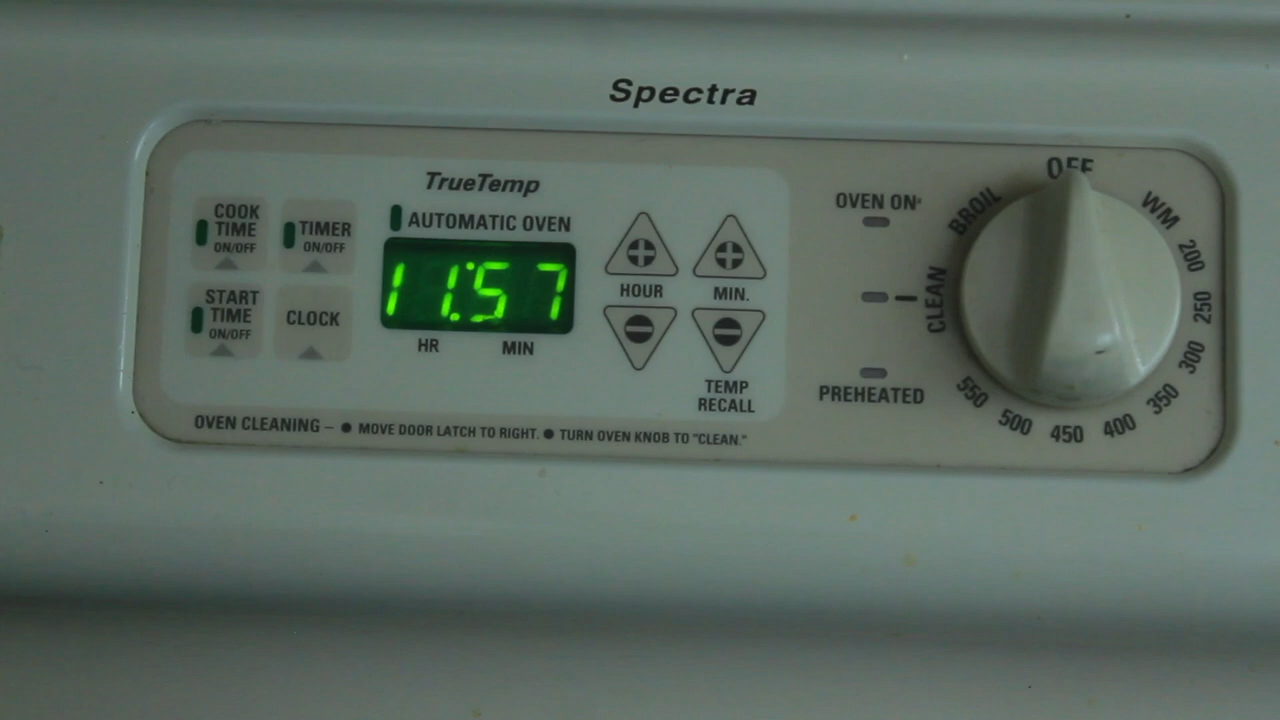 Spectra
TrueTemp
COOK
TIME
ON/OFF
TIMER
ON/OFF
AUTOMATIC OVEN
START
TIME
ON/OFF
CLOCK
11:57
HR MIN
HOUR
MIN.
TEMP
RECALL
OVEN ON
CLEAN
PREHEATED
OFF
WM
200
250
300
350
400
450
500
550
BROIL
OVEN CLEANING – ● MOVE DOOR LATCH TO RIGHT. ● TURN OVEN KNOB TO "CLEAN."